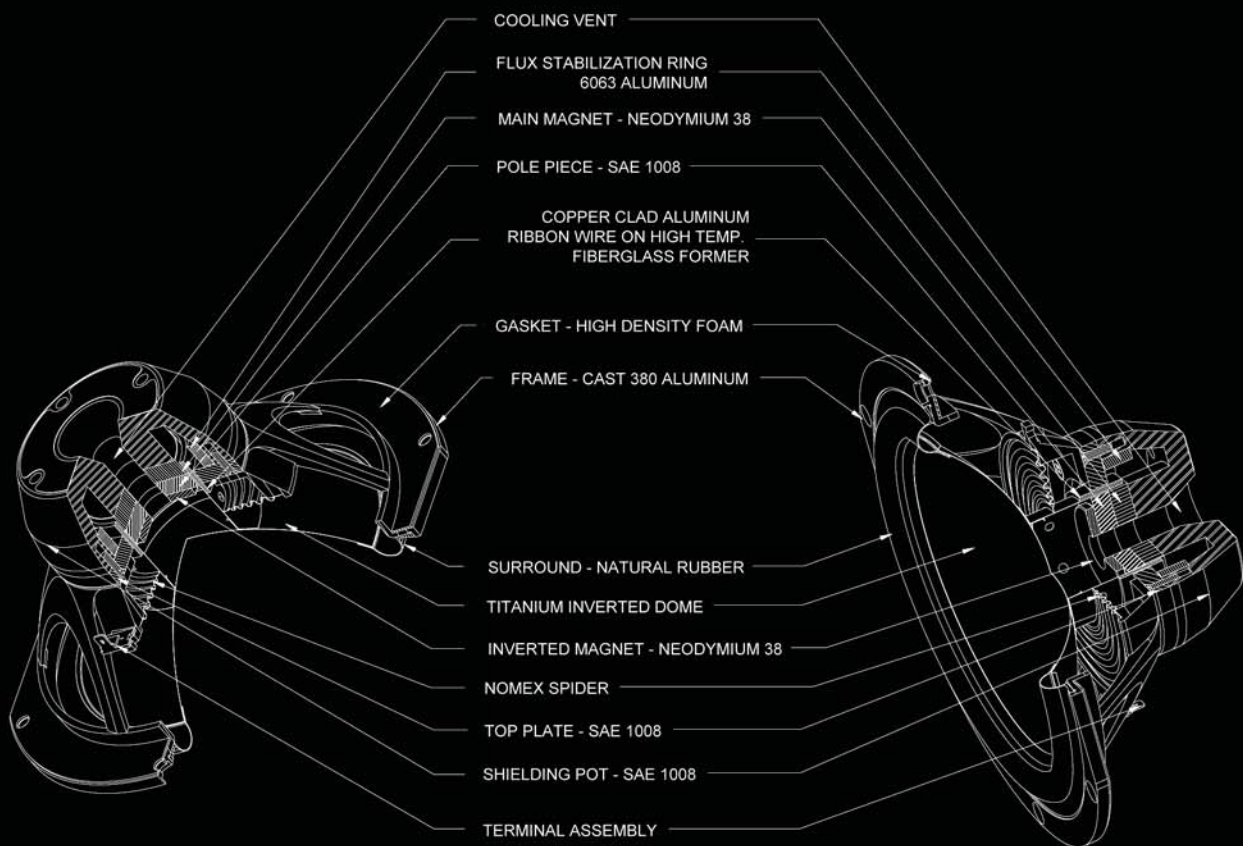 COOLING VENT
FLUX STABILIZATION RING
6063 ALUMINUM
MAIN MAGNET - NEODYMIUM 38
POLE PIECE - SAE 1008
COPPER CLAD ALUMINUM
RIBBON WIRE ON HIGH TEMP.
FIBERGLASS FORMER
GASKET - HIGH DENSITY FOAM
FRAME - CAST 380 ALUMINUM
SURROUND - NATURAL RUBBER
TITANIUM INVERTED DOME
INVERTED MAGNET - NEODYMIUM 38
NOMEX SPIDER
TOP PLATE - SAE 1008
SHIELDING POT - SAE 1008
TERMINAL ASSEMBLY